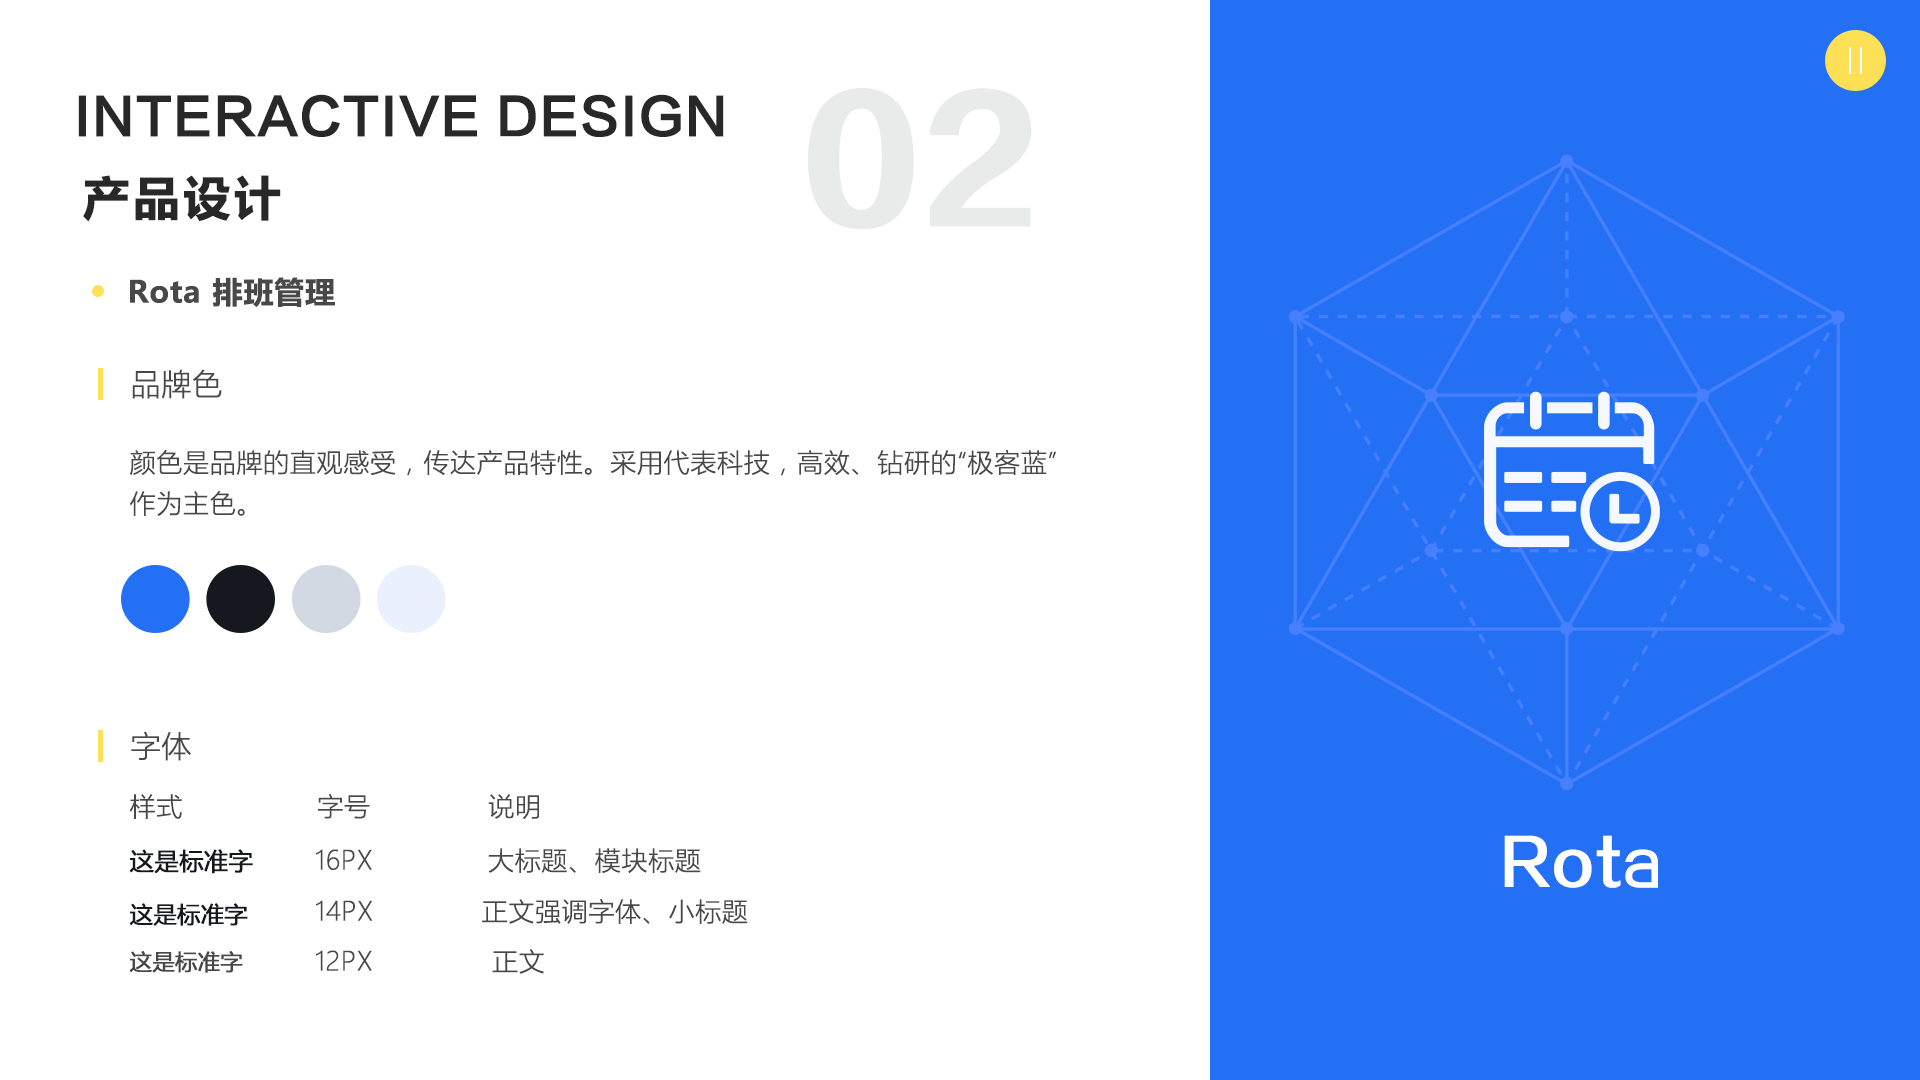 INTERACTIVE DESIGN
02
产品设计
Rota 排班管理
品牌色
颜色是品牌的直观感受，传达产品特性。采用代表科技，高效、钻研的“极客蓝”
作为主色。
字体
样式 字号 说明
这是标准字 16PX 大标题、模块标题
这是标准字 14PX 正文强调字体、小标题
这是标准字 12PX 正文
Rota